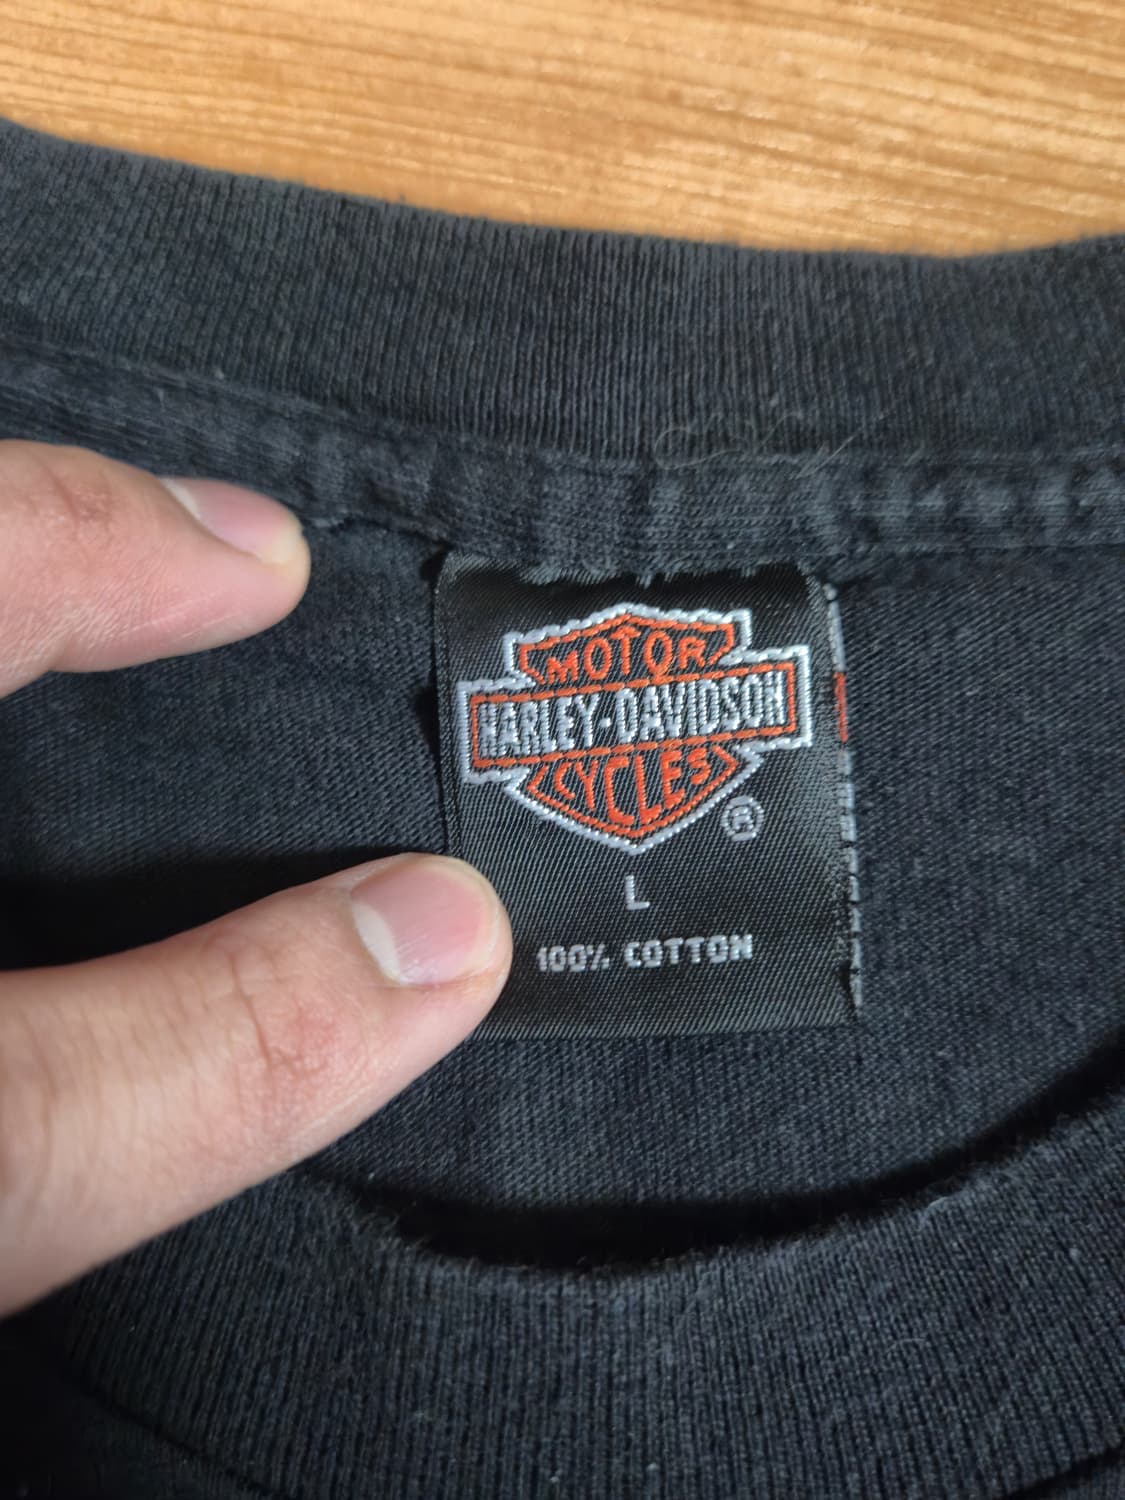 MOTOR
HARLEY-DAVIDSON
CYCLES
®
L
100% COTTON